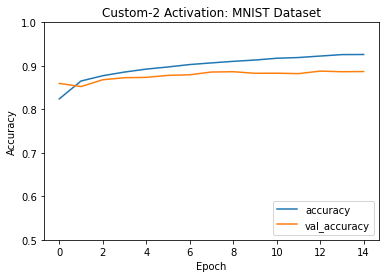 Custom-2 Activation: MNIST Dataset
1.0
0.9
0.8
0.7
0.6
0.5
Accuracy
accuracy
val_accuracy
0 2 4 6 8 10 12 14
Epoch